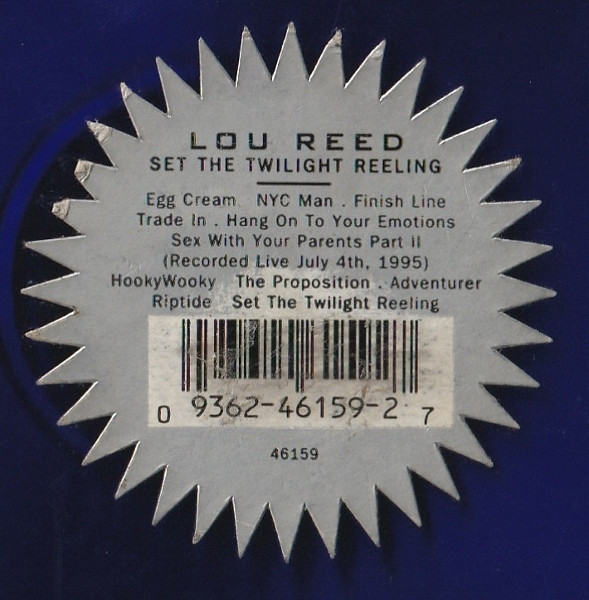 LOU REED
SET THE TWILIGHT REELING
Egg Cream NYC Man . Finish Line
Trade In . Hang On To Your Emotions
Sex With Your Parents Part II
(Recorded Live July 4th, 1995)
HookyWooky The Proposition . Adventurer
Riptide Set The Twilight Reeling
0 9362-46159-2 7
46159